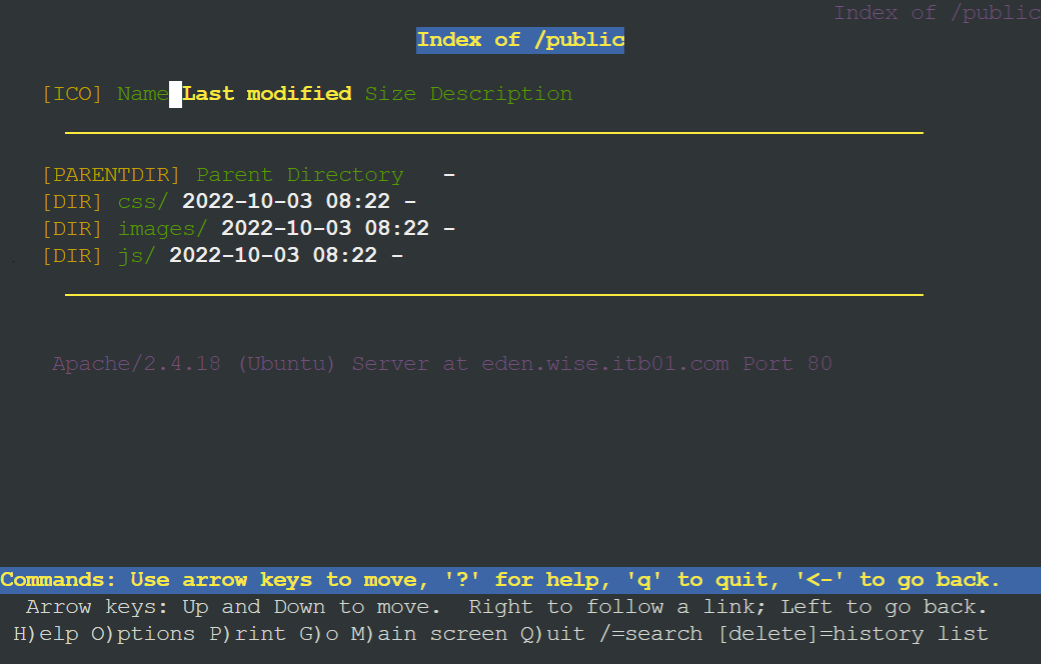 Index of /public
Index of /public
[ICO] Name Last modified Size Description
[PARENTDIR] Parent Directory -
[DIR] css/ 2022-10-03 08:22 -
[DIR] images/ 2022-10-03 08:22 -
[DIR] js/ 2022-10-03 08:22 -
Apache/2.4.18 (Ubuntu) Server at eden.wise.itb01.com Port 80
Commands: Use arrow keys to move, '?' for help, 'q' to quit, '<-' to go back.
Arrow keys: Up and Down to move.  Right to follow a link; Left to go back.
H)elp O)ptions P)rint G)o M)ain screen Q)uit /=search [delete]=history list